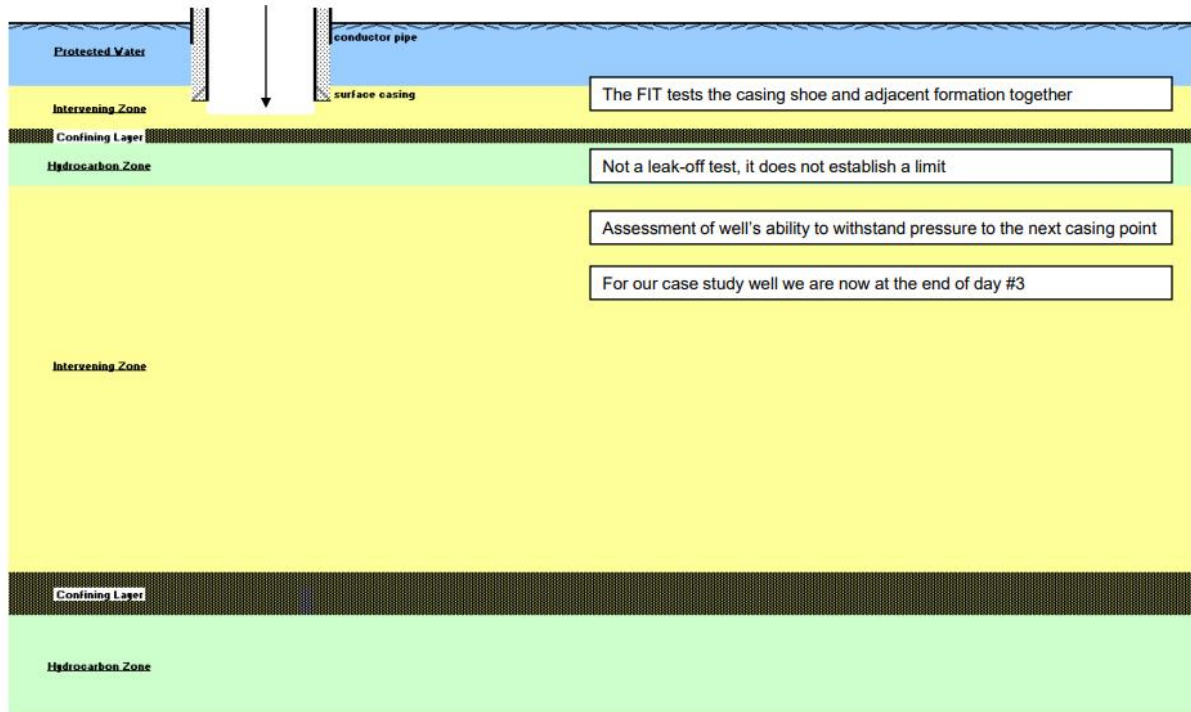 conductor pipe
Protected Water
surface casing
The FIT tests the casing shoe and adjacent formation together
Intervening Zone
Confining Layer
Hydrocarbon Zone
Not a leak-off test, it does not establish a limit
Assessment of well's ability to withstand pressure to the next casing point
For our case study well we are now at the end of day #3
Intervening Zone
Confining Layer
Hydrocarbon Zone